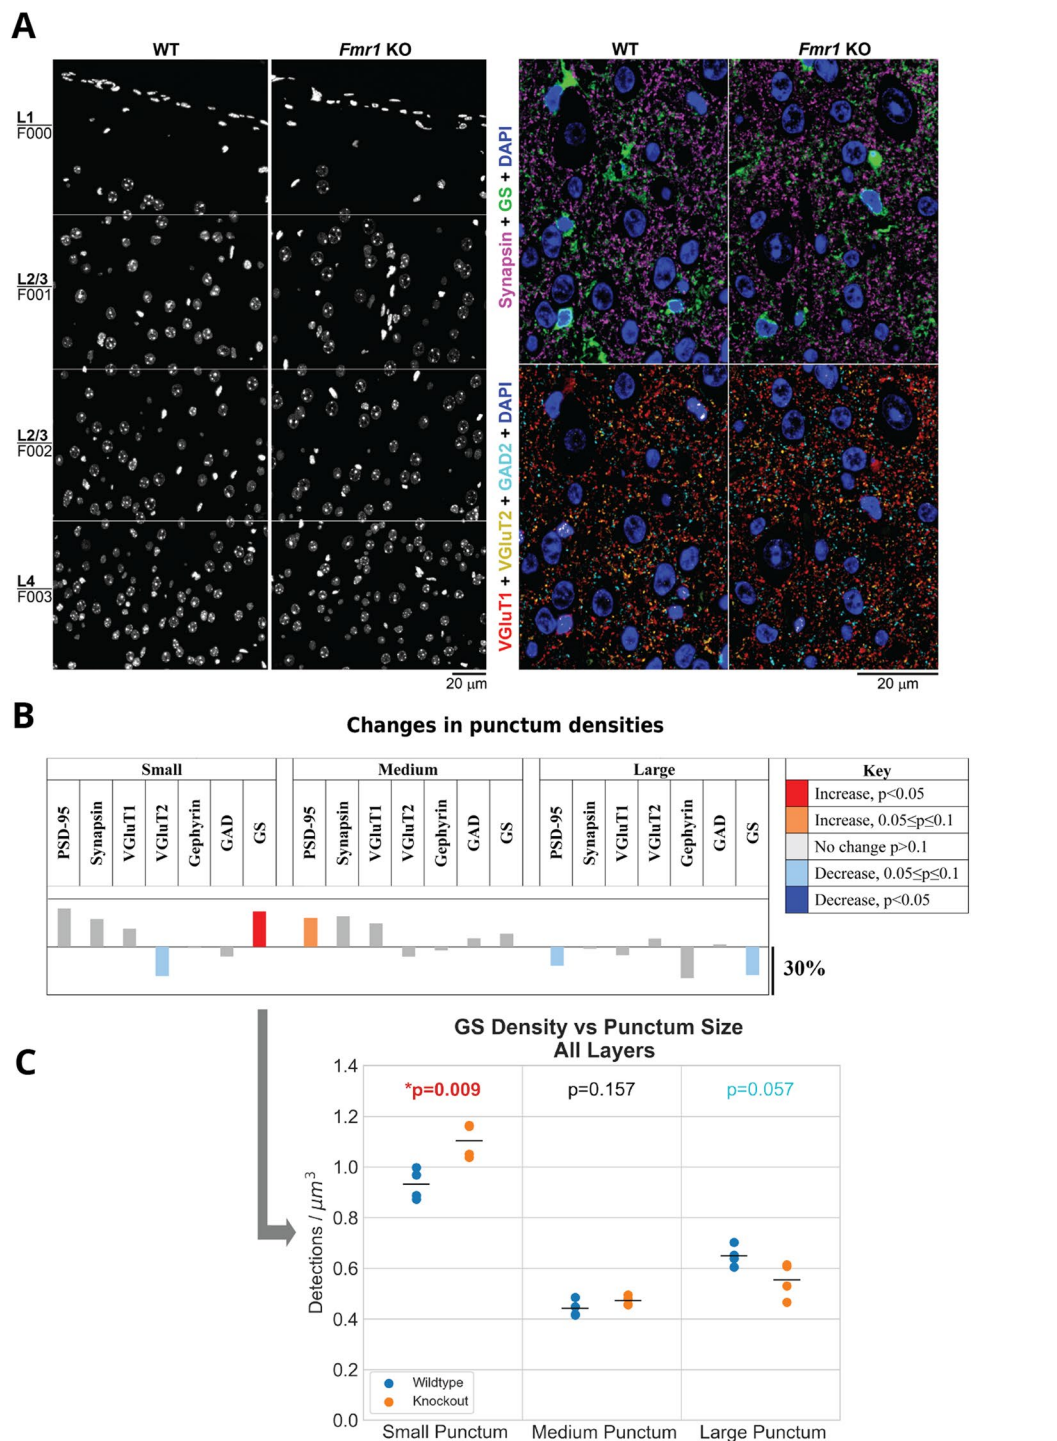 A
WT
Fmr1 KO
WT
Fmr1 KO
L1
F000
L2/3
F001
L2/3
F002
L4
F003
Synapsin + GS + DAPI
VGluT1 + VGluT2 + GAD2 + DAPI
20 µm
20 µm
B
Changes in punctum densities
Small
Medium
Large
Key
PSD-95
Synapsin
VGluT1
VGluT2
Gephyrin
GAD
GS
PSD-95
Synapsin
VGluT1
VGluT2
Gephyrin
GAD
GS
PSD-95
Synapsin
VGluT1
VGluT2
Gephyrin
GAD
GS
Increase, p<0.05
Increase, 0.05≤p≤0.1
No change p>0.1
Decrease, 0.05≤p≤0.1
Decrease, p<0.05
30%
C
GS Density vs Punctum Size
All Layers
*p=0.009
p=0.157
p=0.057
Detections / µm³
1.4
1.2
1.0
0.8
0.6
0.4
0.2
0.0
Wildtype
Knockout
Small Punctum
Medium Punctum
Large Punctum